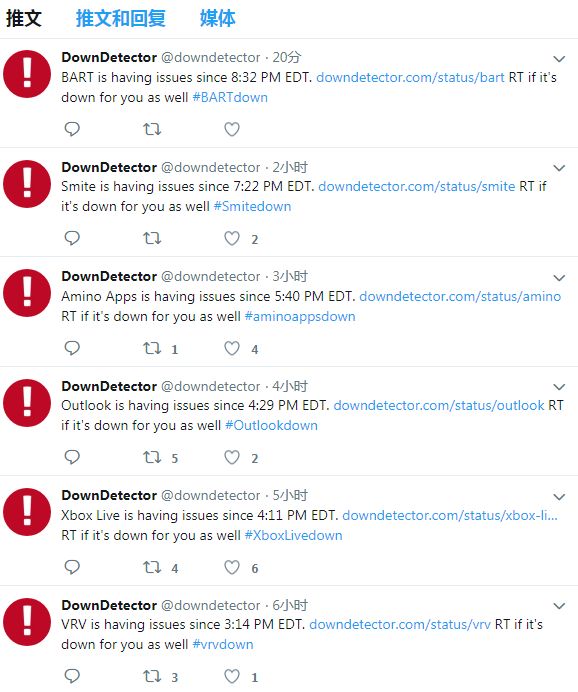 推文 推文和回复 媒体
DownDetector @downdetector · 20分
BART is having issues since 8:32 PM EDT. downdetector.com/status/bart RT if it's
down for you as well #BARTdown
DownDetector @downdetector · 2小时
Smite is having issues since 7:22 PM EDT. downdetector.com/status/smite RT if
it's down for you as well #Smitedown
2
DownDetector @downdetector · 3小时
Amino Apps is having issues since 5:40 PM EDT. downdetector.com/status/amino
RT if it's down for you as well #aminoappsdown
1 4
DownDetector @downdetector · 4小时
Outlook is having issues since 4:29 PM EDT. downdetector.com/status/outlook RT
if it's down for you as well #Outlookdown
5 2
DownDetector @downdetector · 5小时
Xbox Live is having issues since 4:11 PM EDT. downdetector.com/status/xbox-li...
RT if it's down for you as well #XboxLivedown
4 6
DownDetector @downdetector · 6小时
VRV is having issues since 3:14 PM EDT. downdetector.com/status/vrv RT if it's
down for you as well #vrvdown
3 1